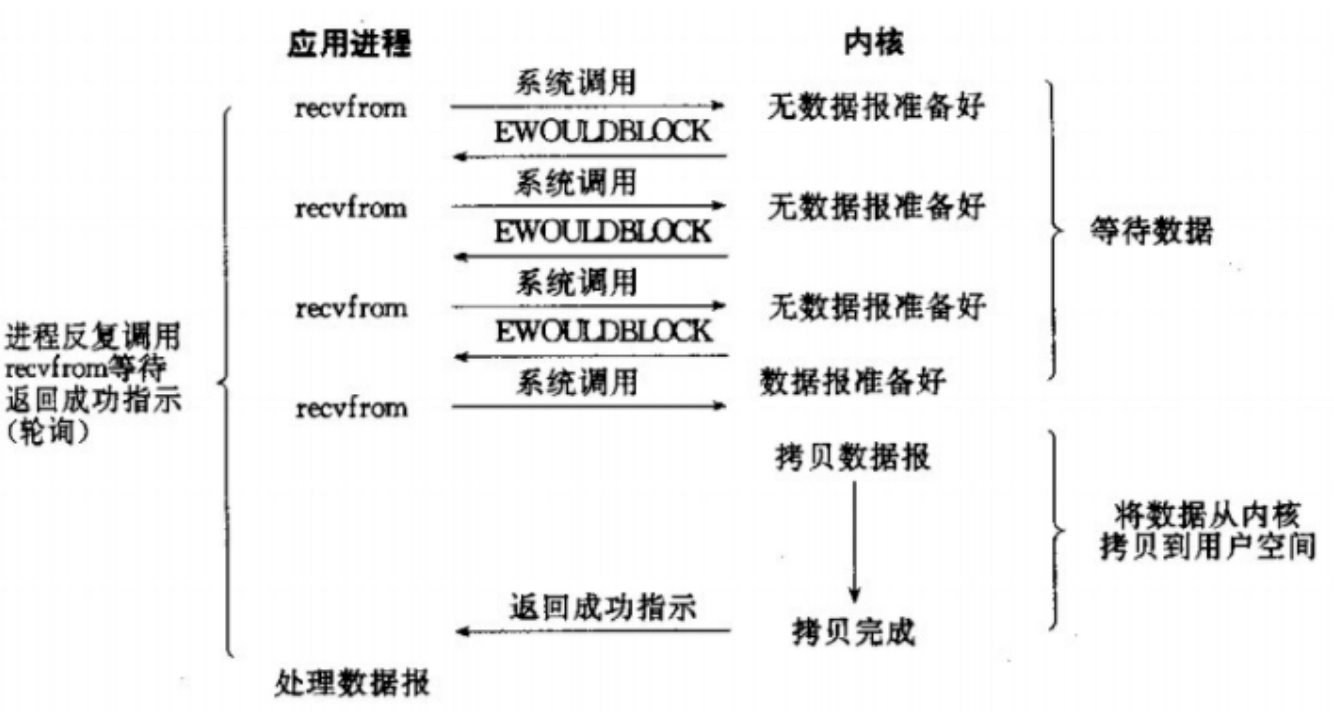 应用进程
内核
系统调用
recvfrom
无数据报准备好
EWOULDBLOCK
系统调用
recvfrom
无数据报准备好
EWOULDBLOCK
等待数据
系统调用
recvfrom
无数据报准备好
EWOULDBLOCK
进程反复调用
recvfrom等待
返回成功指示
(轮询)
系统调用
recvfrom
数据报准备好
拷贝数据报
将数据从内核
拷贝到用户空间
返回成功指示
拷贝完成
处理数据报